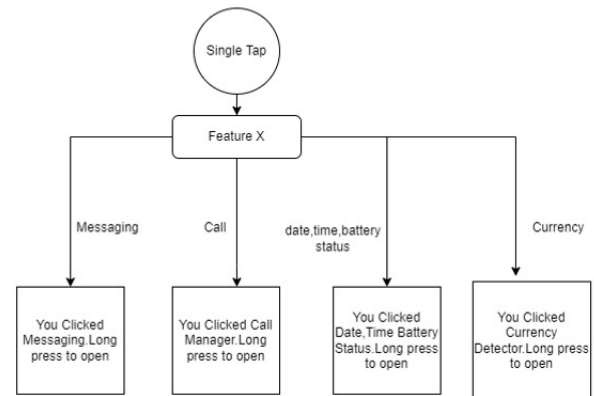 Single Tap
Feature X
Messaging
Call
date,time,battery
status
Currency
You Clicked
Messaging.Long
press to open
You Clicked Call
Manager.Long
press to open
You Clicked
Date,Time Battery
Status.Long press
to open
You Clicked
Currency
Detector.Long press
to open